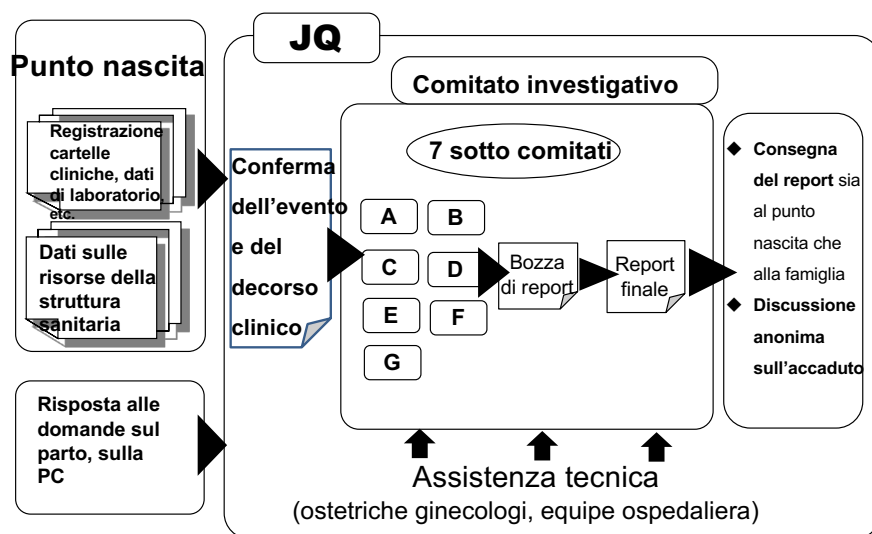 JQ
Punto nascita
Registrazione
cartelle
cliniche, dati
di laboratorio,
etc.
Dati sulle
risorse della
struttura
sanitaria
Risposta alle
domande sul
parto, sulla
PC
Conferma
dell'evento
e del
decorso
clinico
Comitato investigativo
7 sotto comitati
A B
C D
E F
G
Bozza
di report
Report
finale
◆ Consegna
del report sia
al punto
nascita che
alla famiglia
◆ Discussione
anonima
sull'accaduto
Assistenza tecnica
(ostetriche ginecologi, equipe ospedaliera)